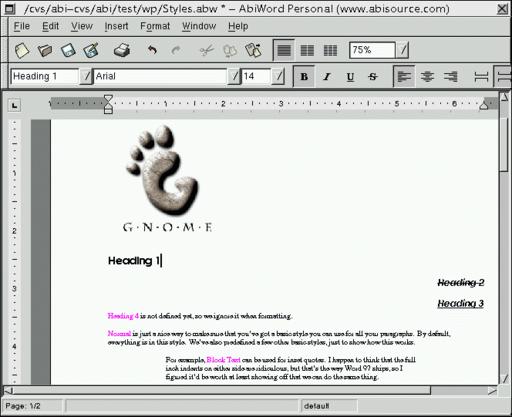 /cvs/abi-cvs/abi/test/wp/Styles.abw * - AbiWord Personal (www.abisource.com)
File Edit View Insert Format Window Help
75%
Heading 1 Arial 14 B I U S
1 1 2 3 4 5 6
G·N·O·M·E
Heading 1
Heading 2
Heading 3
Heading 4 is not defined yet, so we ignore it when formatting.
Normal is just a nice way to make sure that you've got a basic style you can use for all your paragraphs. By default,
everything is in this style. We've also predefined a few other basic styles, just to show how this works.
For example, Block Text can be used for inset quotes. I happen to think that the full
inch indents on either side are ridiculous, but that's the way Word 97 ships, so I
figured it'd be worth at least showing off that we can do the same thing.
1
2
3
4
Page: 1/2 default